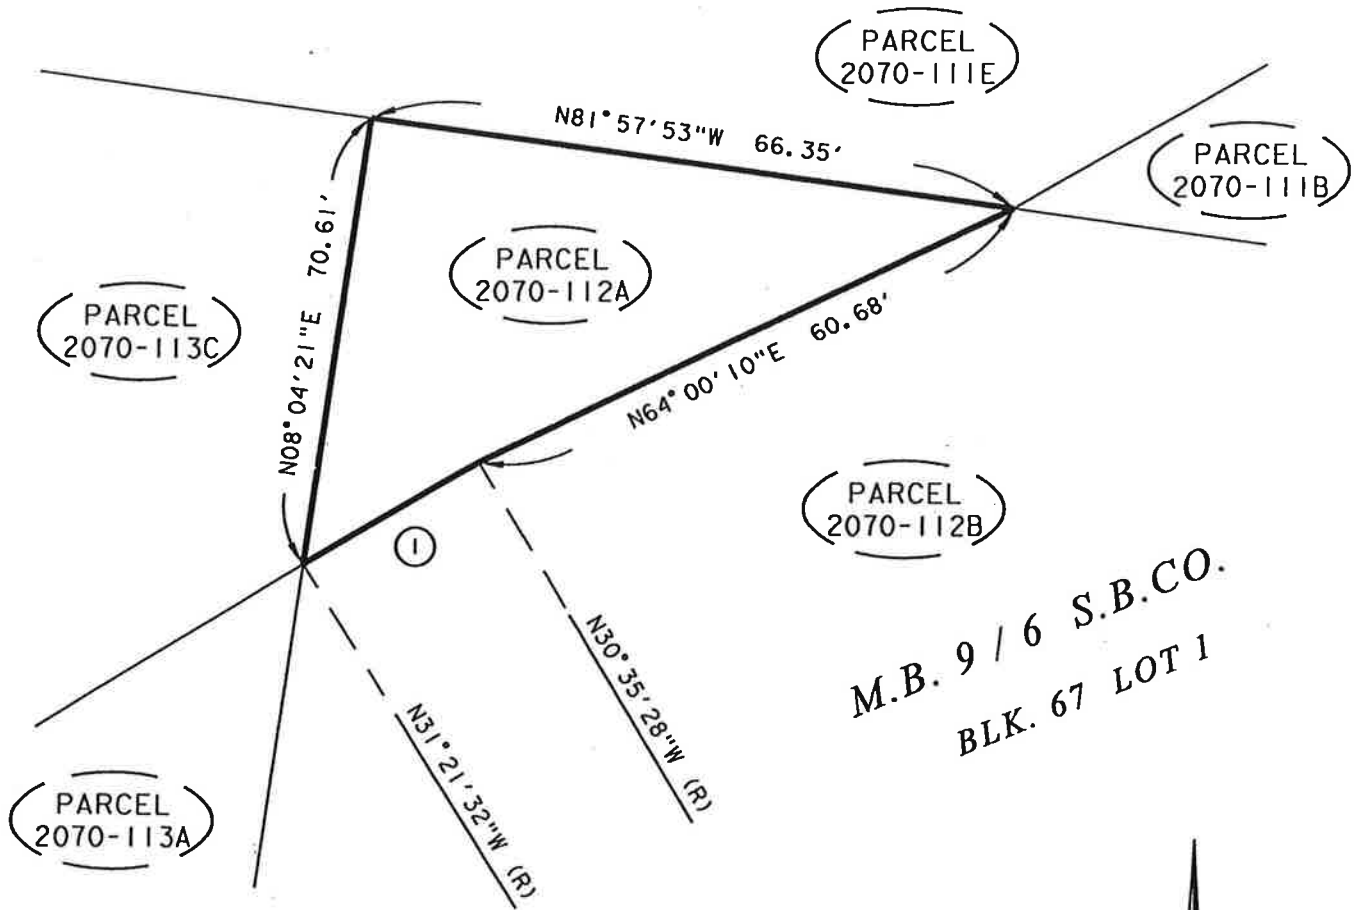 PARCEL
2070-111E
N81°57'53"W 66.35'
PARCEL
2070-111B
PARCEL
2070-112A
N08°04'21"E 70.61'
PARCEL
2070-113C
N64°00'10"E 60.68'
PARCEL
2070-112B
1
N30°35'28"W (R)
N31°21'32"W (R)
M.B. 9 / 6 S.B.CO.
BLK. 67 LOT 1
PARCEL
2070-113A